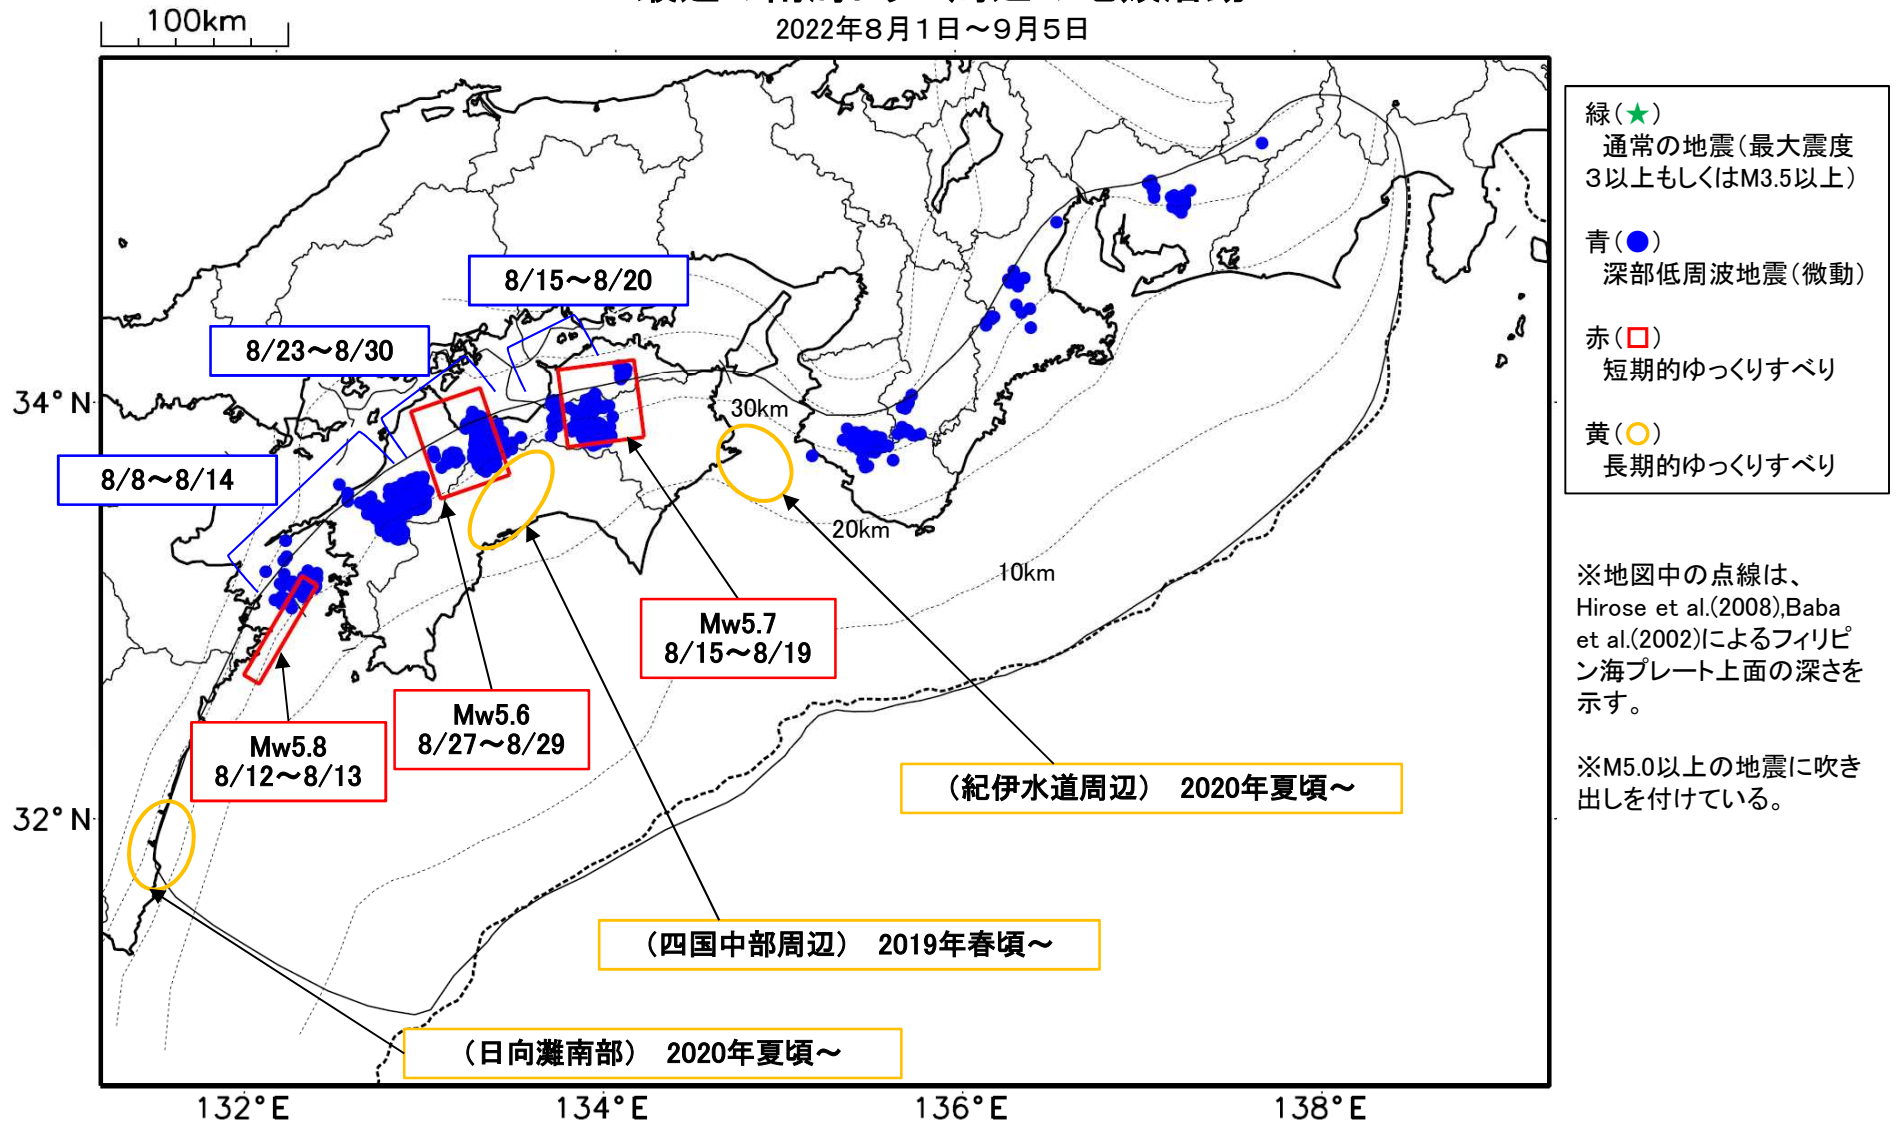 100km
2022年8月1日～9月5日
緑（★）
通常の地震（最大震度
３以上もしくはM3.5以上）
青（●）
深部低周波地震（微動）
赤（□）
短期的ゆっくりすべり
黄（○）
長期的ゆっくりすべり
※地図中の点線は、
Hirose et al.(2008),Baba
et al.(2002)によるフィリピ
ン海プレート上面の深さを
示す。
※M5.0以上の地震に吹き
出しを付けている。
8/15～8/20
8/23～8/30
8/8～8/14
34°N
30km
20km
10km
Mw5.7
8/15～8/19
Mw5.6
8/27～8/29
Mw5.8
8/12～8/13
（紀伊水道周辺）　2020年夏頃～
32°N
（四国中部周辺）　2019年春頃～
（日向灘南部）　2020年夏頃～
132°E
134°E
136°E
138°E